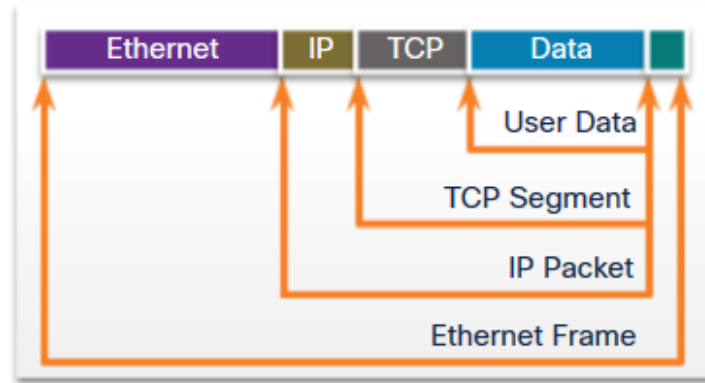 Ethernet IP TCP Data
User Data
TCP Segment
IP Packet
Ethernet Frame